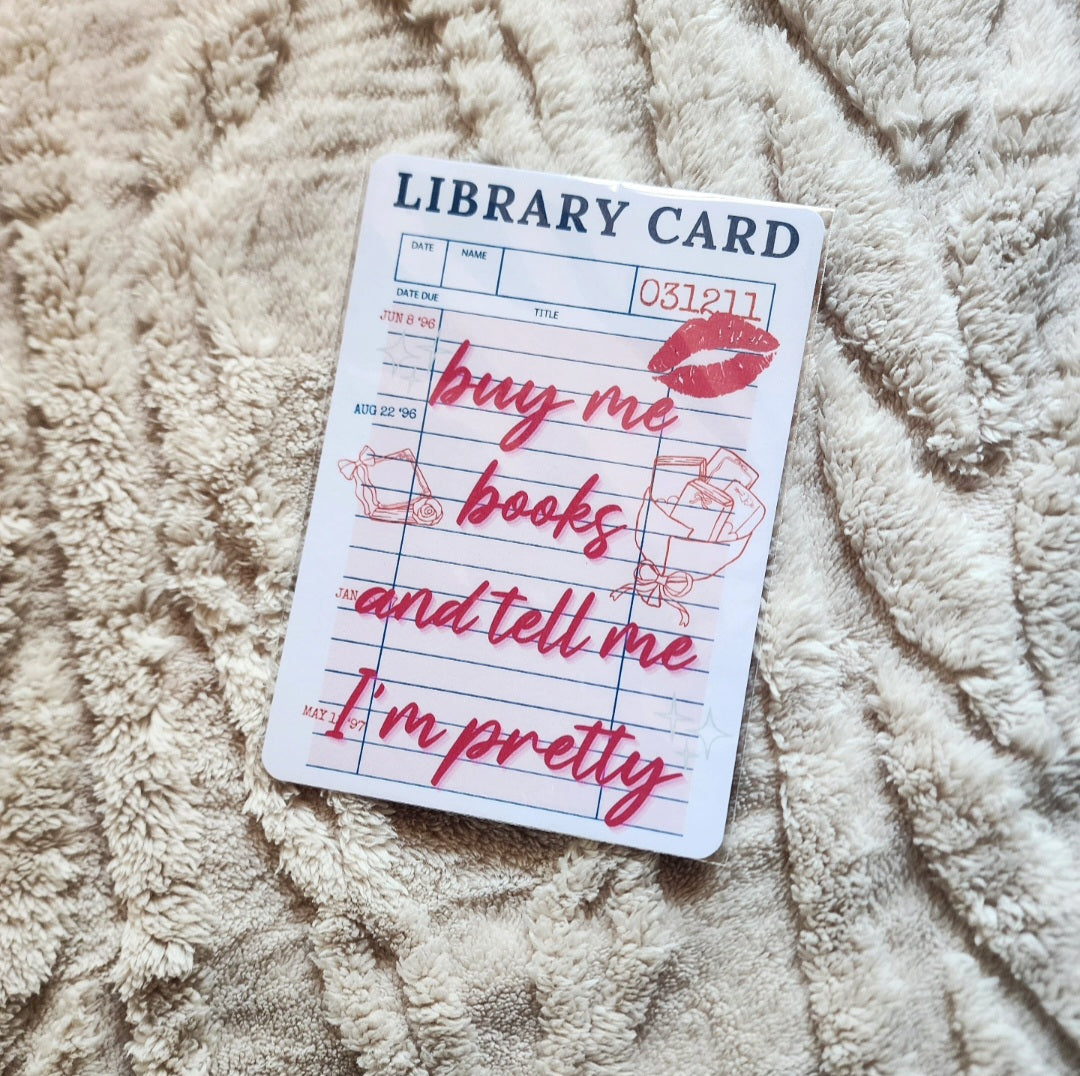 LIBRARY CARD
DATE NAME
031211
DATE DUE TITLE
JUN 8 '96
buy me
AUG 22 '96
books
JAN
and tell me
I'm pretty
MAY '97